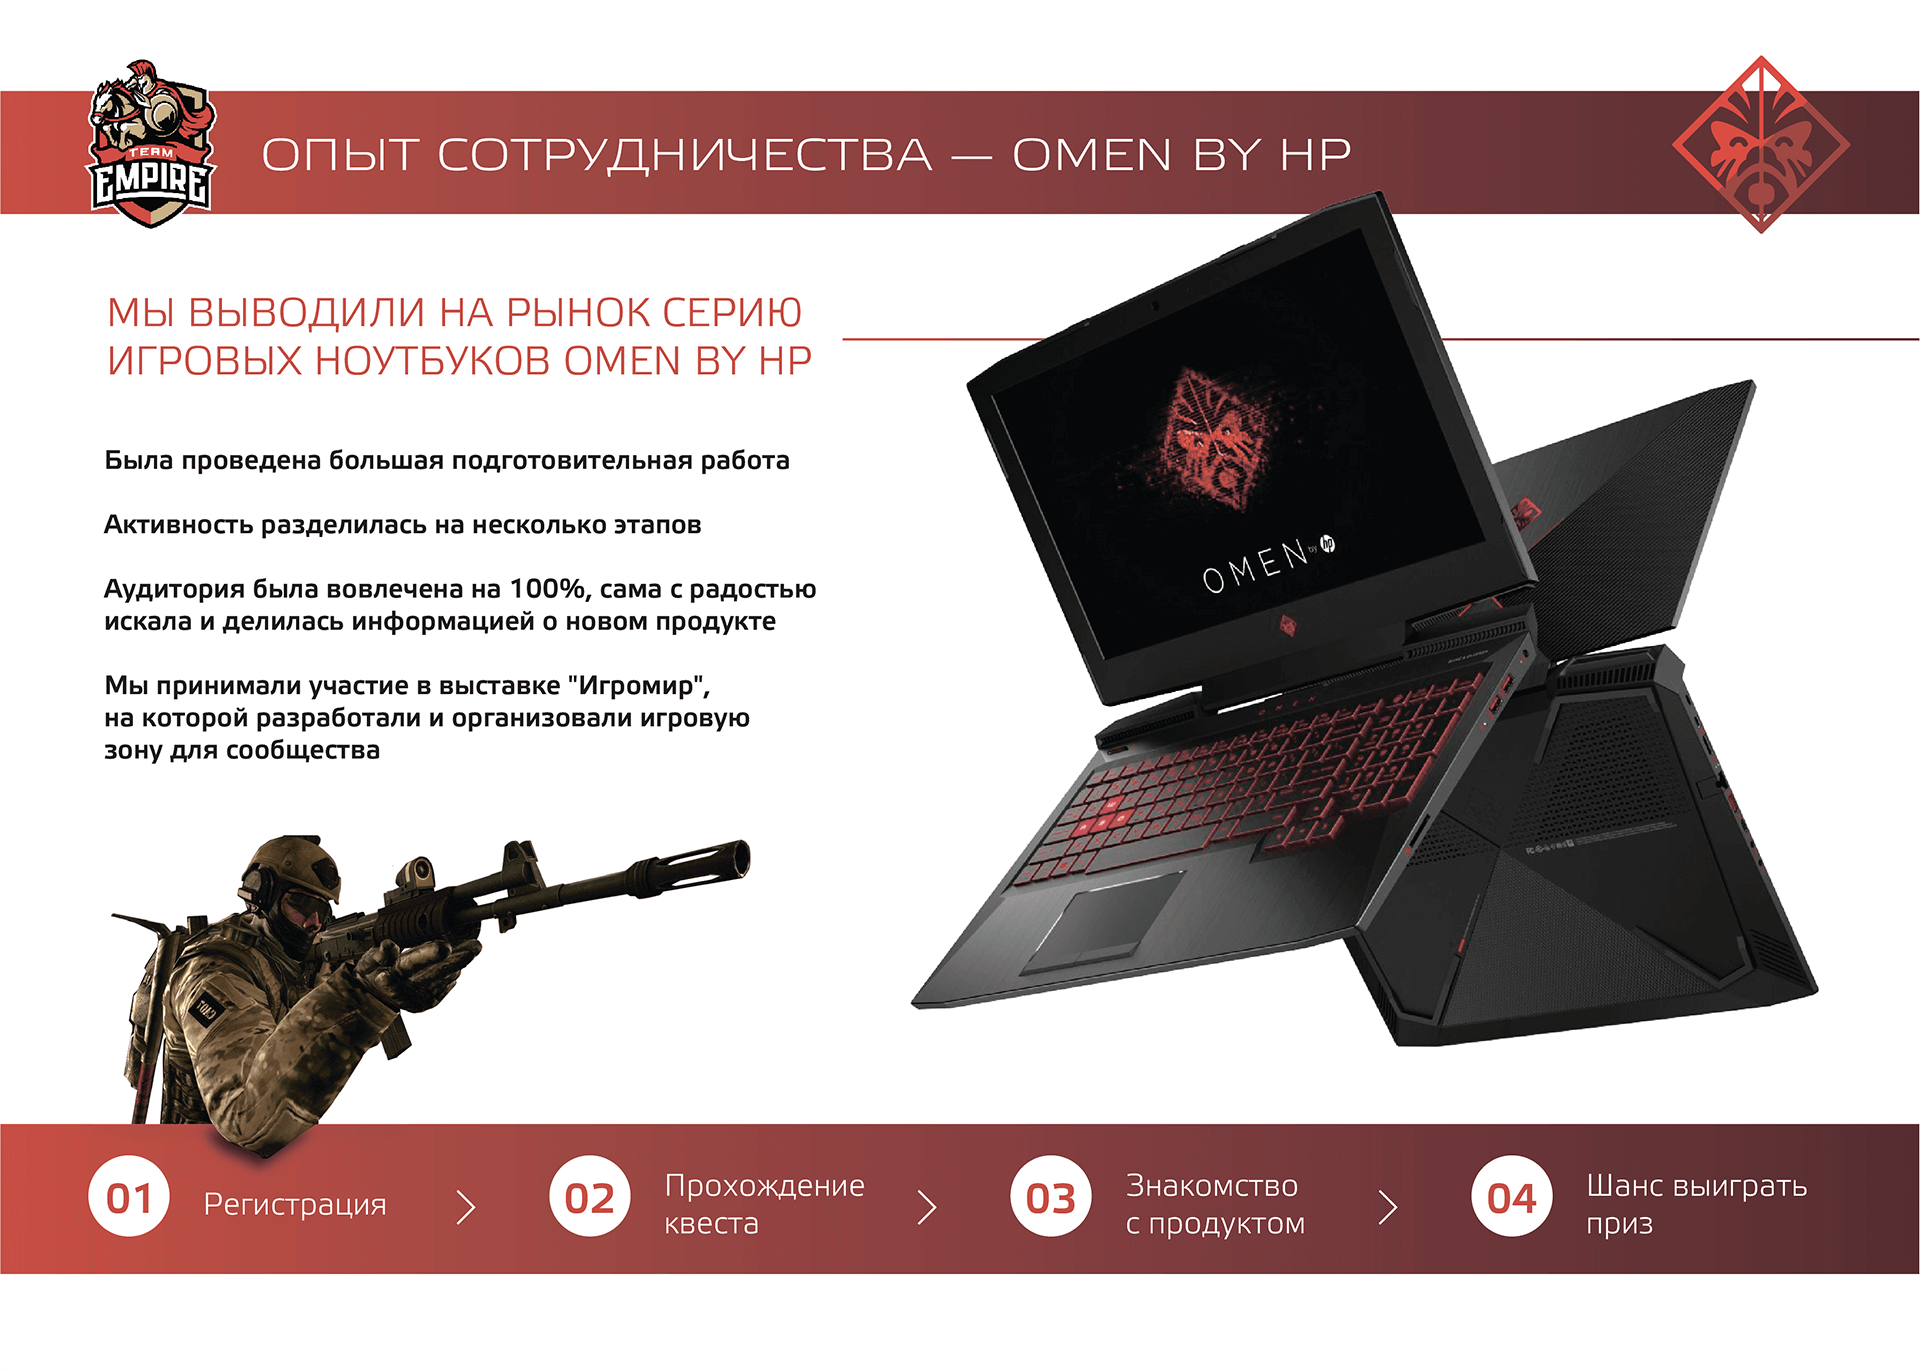 TEAM
EMPIRE
ОПЫТ СОТРУДНИЧЕСТВА — OMEN BY HP
МЫ ВЫВОДИЛИ НА РЫНОК СЕРИЮ
ИГРОВЫХ НОУТБУКОВ OMEN BY HP
Была проведена большая подготовительная работа
Активность разделилась на несколько этапов
Аудитория была вовлечена на 100%, сама с радостью
искала и делилась информацией о новом продукте
Мы принимали участие в выставке "Игромир",
на которой разработали и организовали игровую
зону для сообщества
OMEN by hp
OMEN
01
Регистрация
02
Прохождение
квеста
03
Знакомство
с продуктом
04
Шанс выиграть
приз